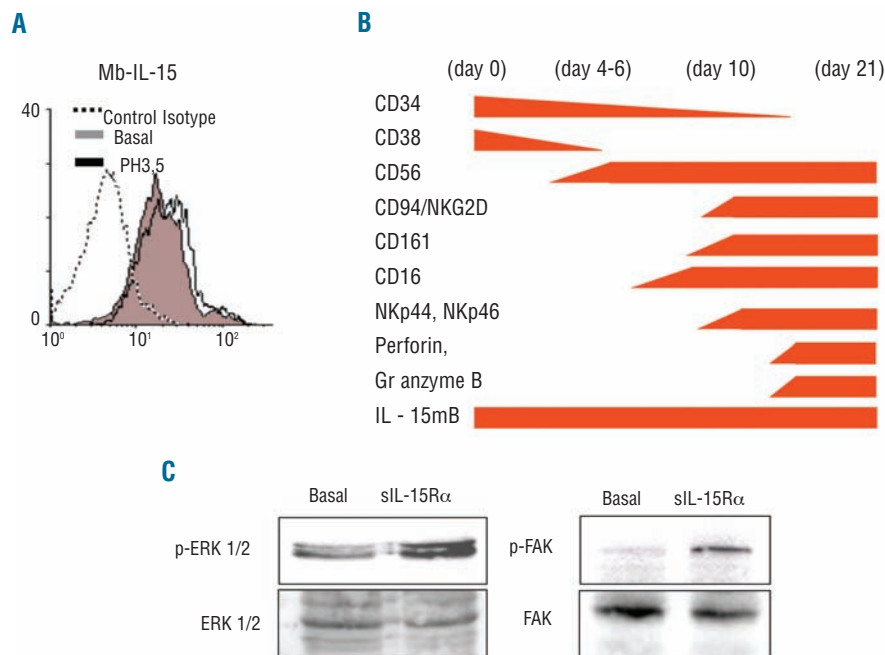 A
Mb-IL-15
40
20
0
10⁰ 10¹ 10²
Control Isotype
Basal
PH3,5
B
(day 0) (day 4-6) (day 10) (day 21)
CD34
CD38
CD56
CD94/NKG2D
CD161
CD16
NKp44, NKp46
Perforin,
Gr anzyme B
IL - 15mB
C
Basal sIL-15Rα
p-ERK 1/2
ERK 1/2
Basal sIL-15Rα
p-FAK
FAK